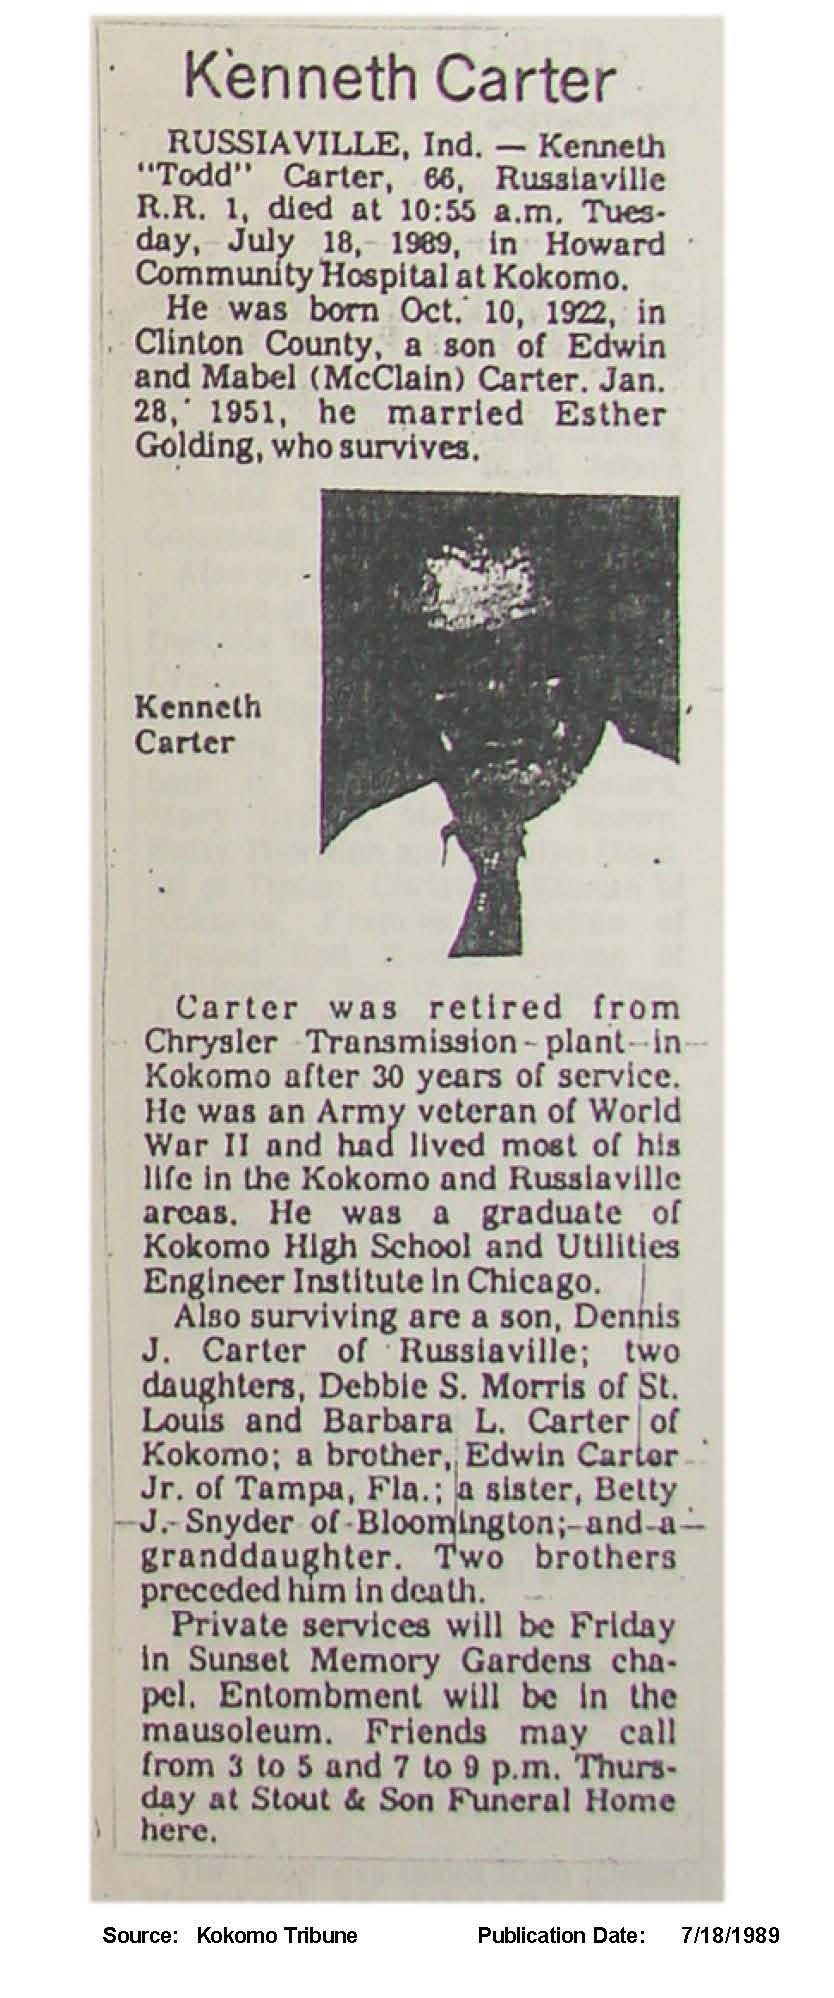 Kenneth Carter
RUSSIAVILLE, Ind. — Kenneth
"Todd" Carter, 66, Russiaville
R.R. 1, died at 10:55 a.m. Tues-
day, July 18, 1989, in Howard
Community Hospital at Kokomo.
He was born Oct. 10, 1922, in
Clinton County, a son of Edwin
and Mabel (McClain) Carter. Jan.
28, 1951, he married Esther
Golding, who survives.
Kenneth
Carter
Carter was retired from
Chrysler Transmission plant in
Kokomo after 30 years of service.
He was an Army veteran of World
War II and had lived most of his
life in the Kokomo and Russiaville
areas. He was a graduate of
Kokomo High School and Utilities
Engineer Institute in Chicago.
Also surviving are a son, Dennis
J. Carter of Russiaville; two
daughters, Debbie S. Morris of St.
Louis and Barbara L. Carter of
Kokomo; a brother, Edwin Carter
Jr. of Tampa, Fla.; a sister, Betty
J. Snyder of Bloomington; and a
granddaughter. Two brothers
preceded him in death.
Private services will be Friday
in Sunset Memory Gardens cha-
pel. Entombment will be in the
mausoleum. Friends may call
from 3 to 5 and 7 to 9 p.m. Thurs-
day at Stout & Son Funeral Home
here.
Source: Kokomo Tribune Publication Date: 7/18/1989